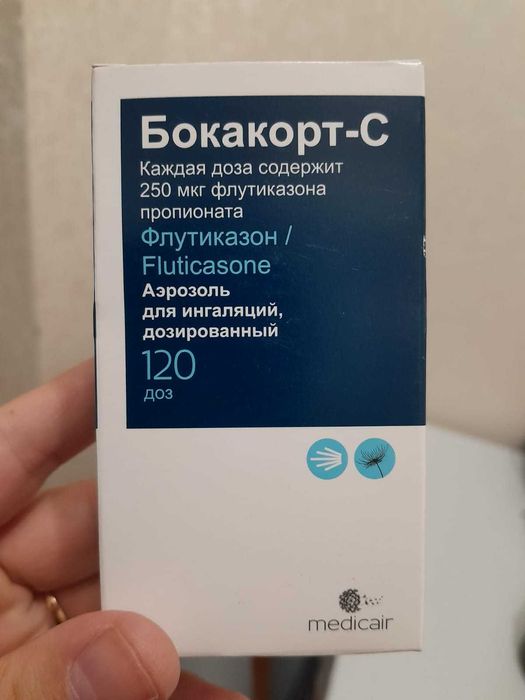 Бокакорт-С
Каждая доза содержит
250 мкг флутиказона
пропионата
Флутиказон /
Fluticasone
Аэрозоль
для ингаляций,
дозированный
120
доз
medicair